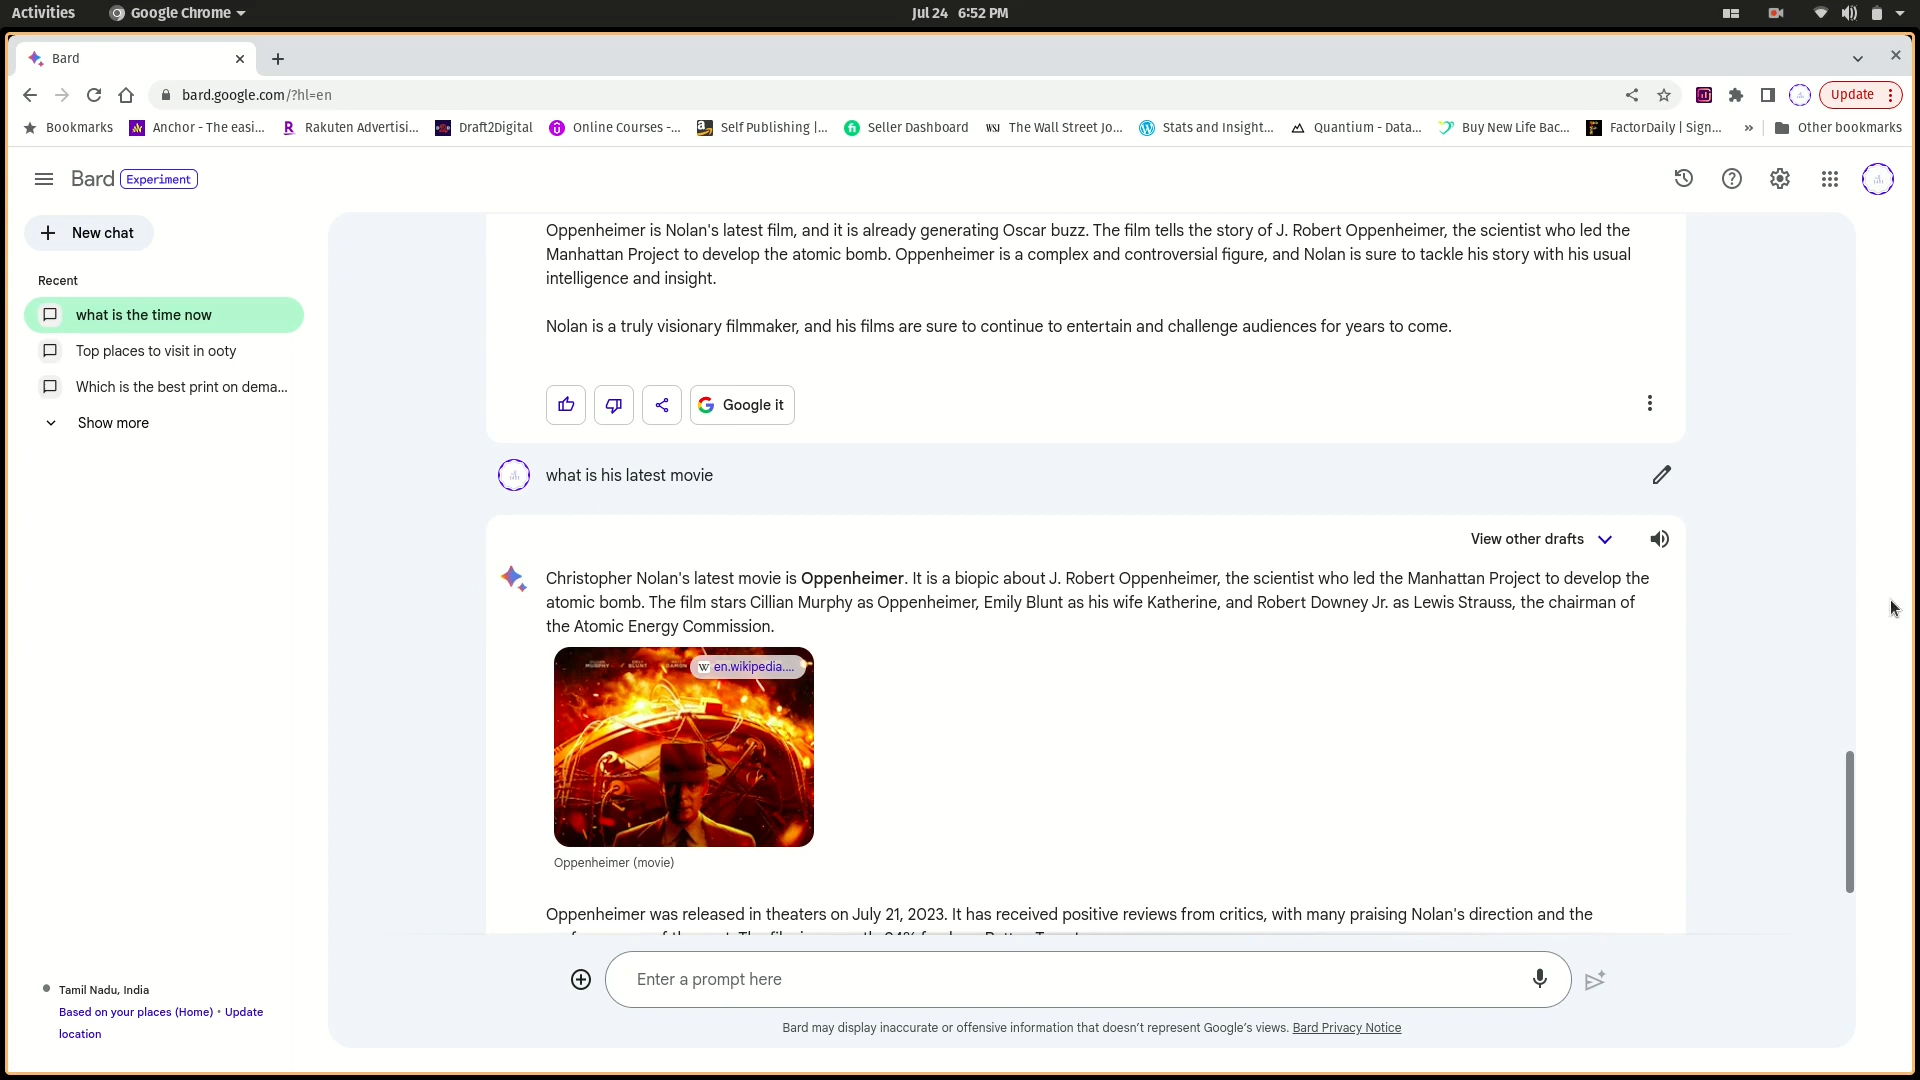 Activities
Google Chrome
Jul 24 6:52 PM
Bard
bard.google.com/?hl=en
Update
Bookmarks
Anchor - The easi...
Rakuten Advertisi...
Draft2Digital
Online Courses -...
Self Publishing |...
Seller Dashboard
WSJ The Wall Street Jo...
Stats and Insight...
Quantium - Data...
Buy New Life Bac...
FactorDaily | Sign...
»
Other bookmarks
Bard Experiment
New chat
Recent
what is the time now
Top places to visit in ooty
Which is the best print on dema...
Show more
Oppenheimer is Nolan's latest film, and it is already generating Oscar buzz. The film tells the story of J. Robert Oppenheimer, the scientist who led the
Manhattan Project to develop the atomic bomb. Oppenheimer is a complex and controversial figure, and Nolan is sure to tackle his story with his usual
intelligence and insight.
Nolan is a truly visionary filmmaker, and his films are sure to continue to entertain and challenge audiences for years to come.
Google it
what is his latest movie
View other drafts
Christopher Nolan's latest movie is Oppenheimer. It is a biopic about J. Robert Oppenheimer, the scientist who led the Manhattan Project to develop the
atomic bomb. The film stars Cillian Murphy as Oppenheimer, Emily Blunt as his wife Katherine, and Robert Downey Jr. as Lewis Strauss, the chairman of
the Atomic Energy Commission.
MURPHY BLUNT DAMON
W en.wikipedia....
Oppenheimer (movie)
Oppenheimer was released in theaters on July 21, 2023. It has received positive reviews from critics, with many praising Nolan's direction and the
Enter a prompt here
Bard may display inaccurate or offensive information that doesn't represent Google's views. Bard Privacy Notice
Tamil Nadu, India
Based on your places (Home) • Update
location